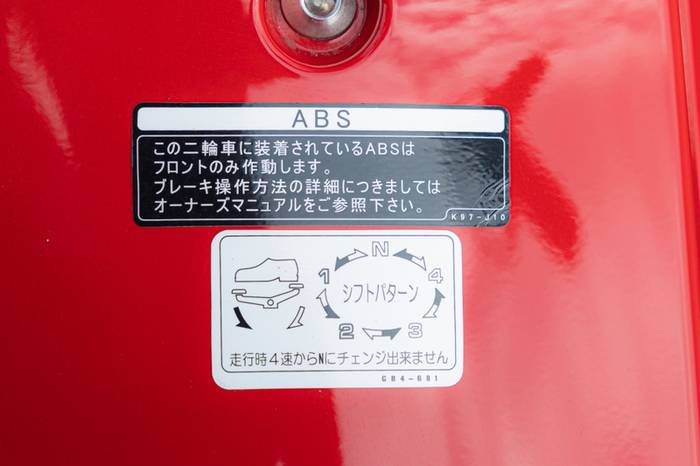 ABS
この二輪車に装着されているABSは
フロントのみ作動します。
ブレーキ操作方法の詳細につきましては
オーナーズマニュアルをご参照下さい。
K97-J10
N
1 4
シフトパターン
2 3
走行時4速からNにチェンジ出来ません
GB4-681